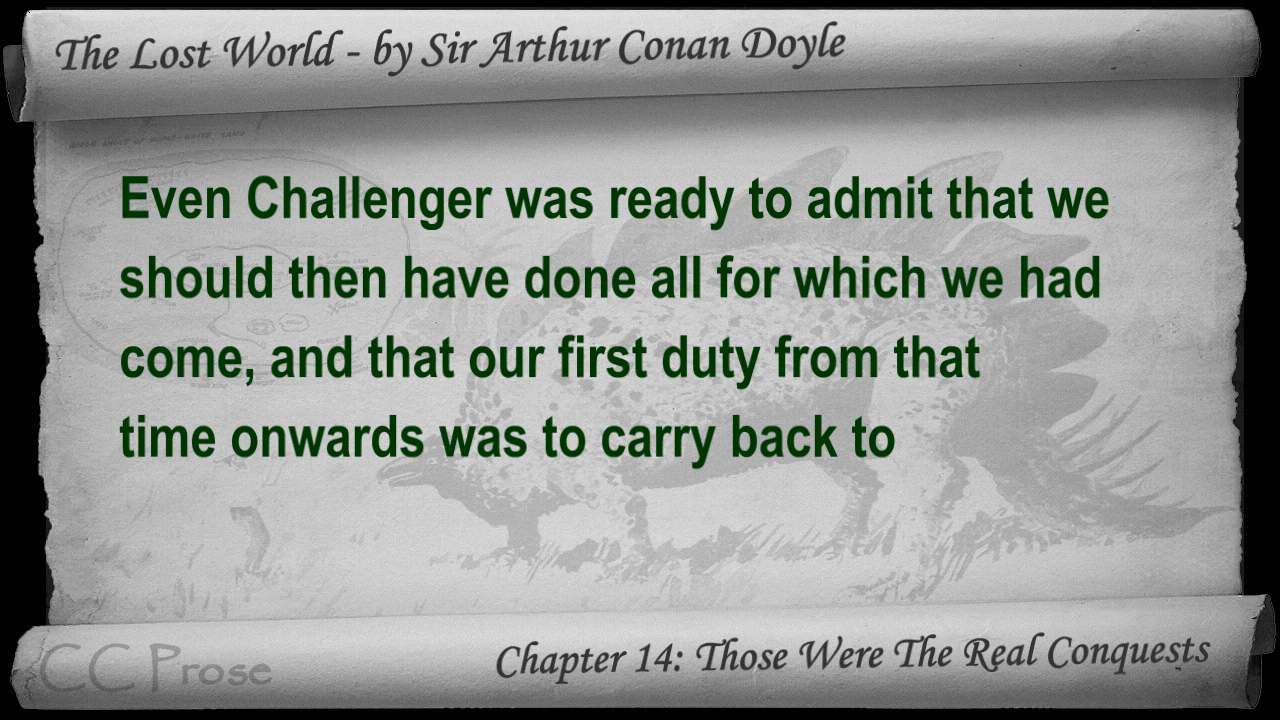 The Lost World - by Sir Arthur Conan Doyle
Even Challenger was ready to admit that we
should then have done all for which we had
come, and that our first duty from that
time onwards was to carry back to
CC Prose
Chapter 14: Those Were The Real Conquests